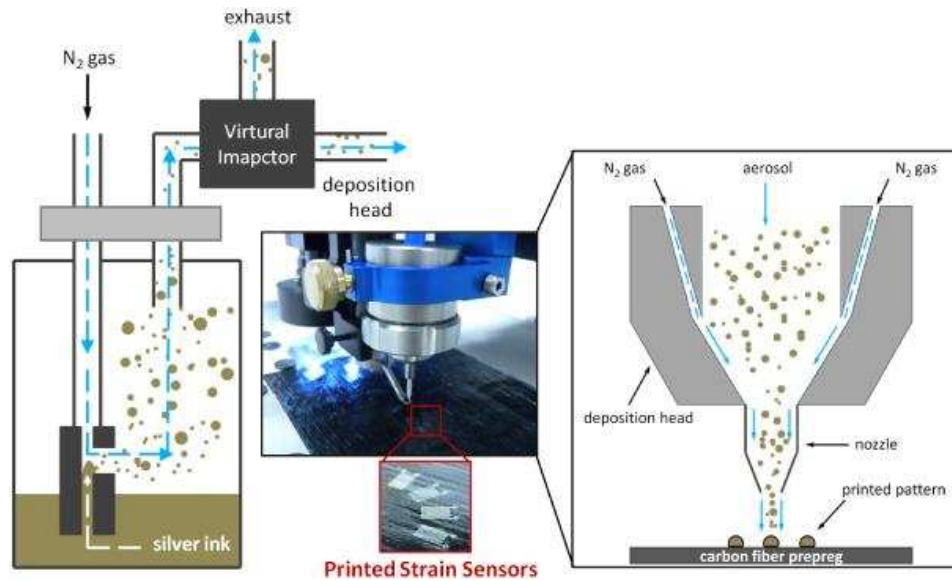 exhaust
N₂ gas
Virtural
Imapctor
deposition
head
silver ink
Printed Strain Sensors
N₂ gas
aerosol
N₂ gas
deposition head
nozzle
printed pattern
carbon fiber prepreg